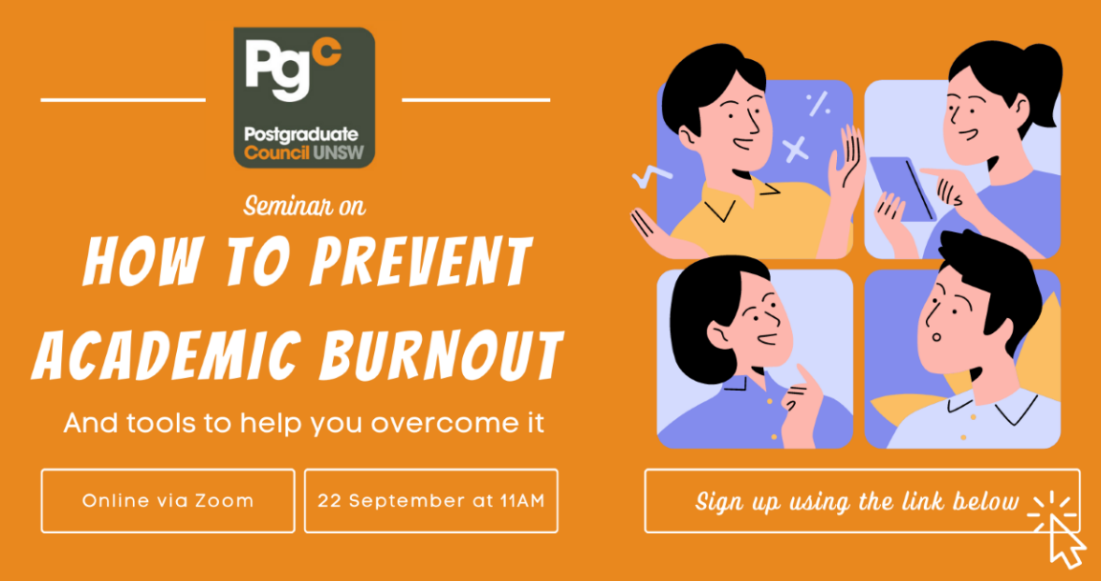 Pgc
Postgraduate
Council UNSW
Seminar on
HOW TO PREVENT
ACADEMIC BURNOUT
And tools to help you overcome it
Online via Zoom
22 September at 11AM
Sign up using the link below